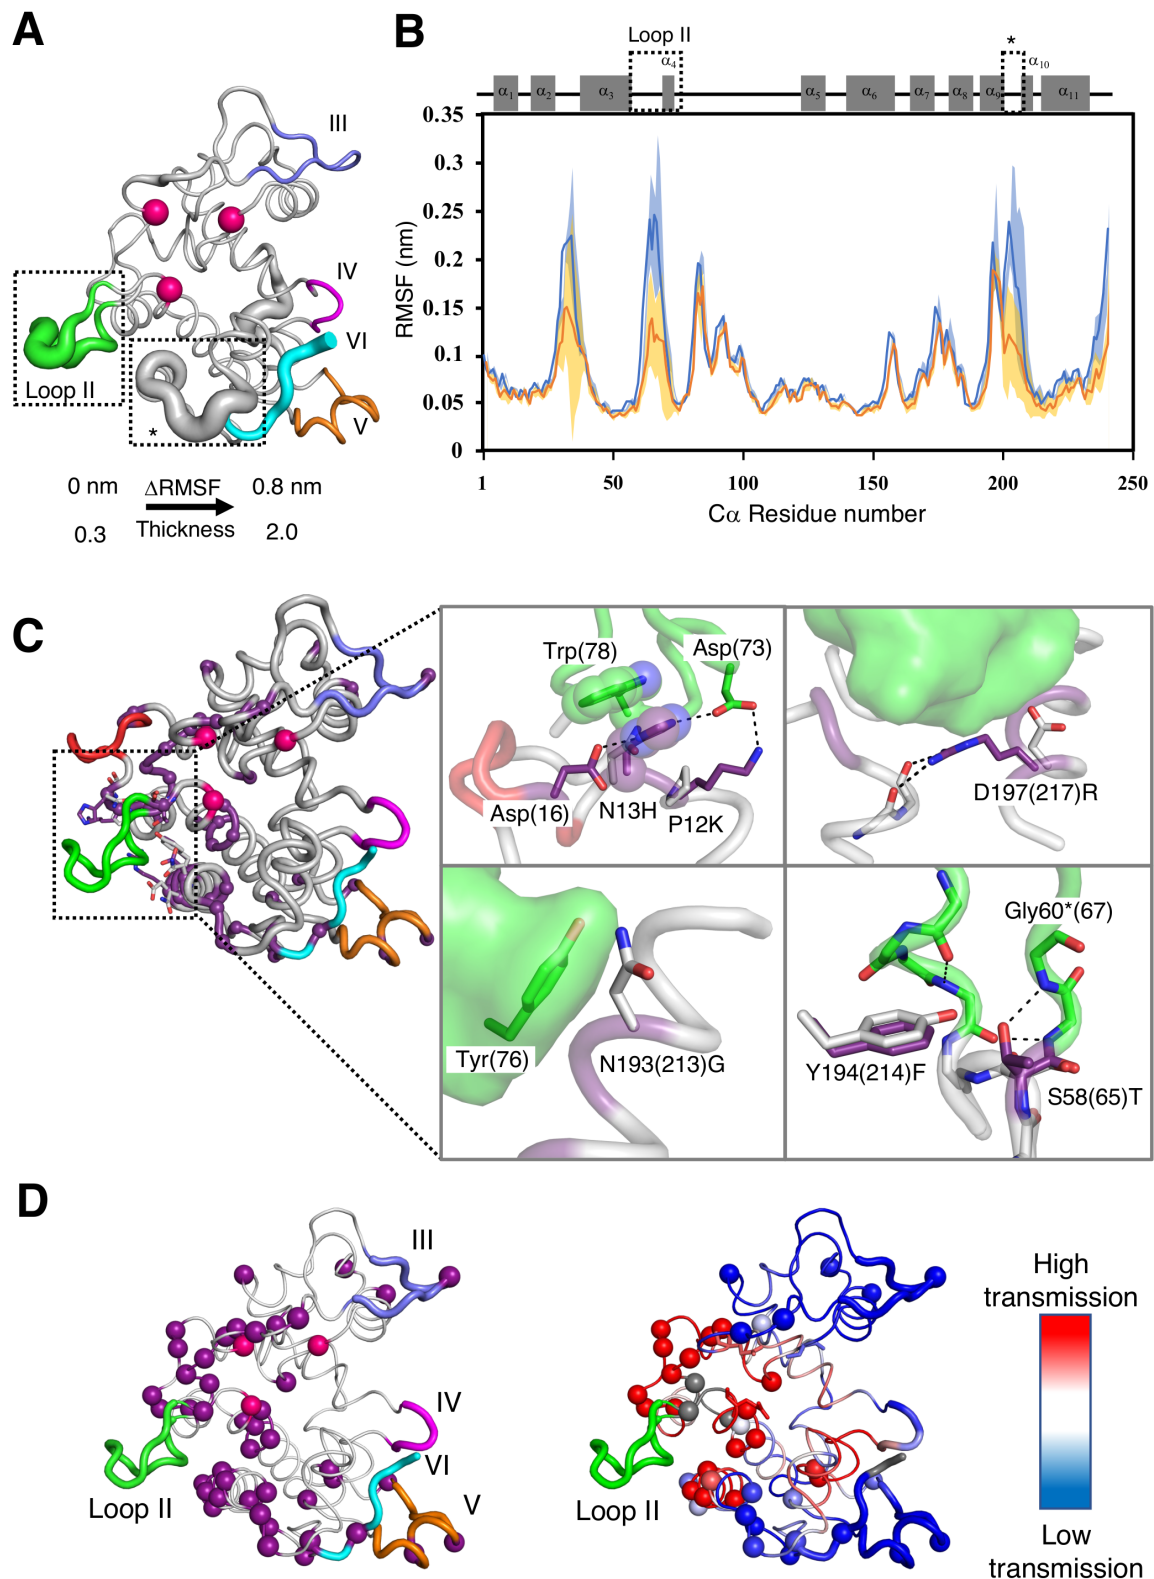 A
III
IV
VI
Loop II
V
*
0 nm
ΔRMSF
0.8 nm
0.3
Thickness
2.0
B
Loop II
*
α4
α10
α1
α2
α3
α5
α6
α7
α8
α9
α11
0.35
0.3
0.25
0.2
0.15
0.1
0.05
0
RMSF (nm)
1
50
100
150
200
250
Cα Residue number
C
Trp(78)
Asp(73)
Asp(16)
N13H
P12K
D197(217)R
Tyr(76)
N193(213)G
Gly60*(67)
Y194(214)F
S58(65)T
D
III
IV
VI
V
Loop II
Loop II
High
transmission
Low
transmission